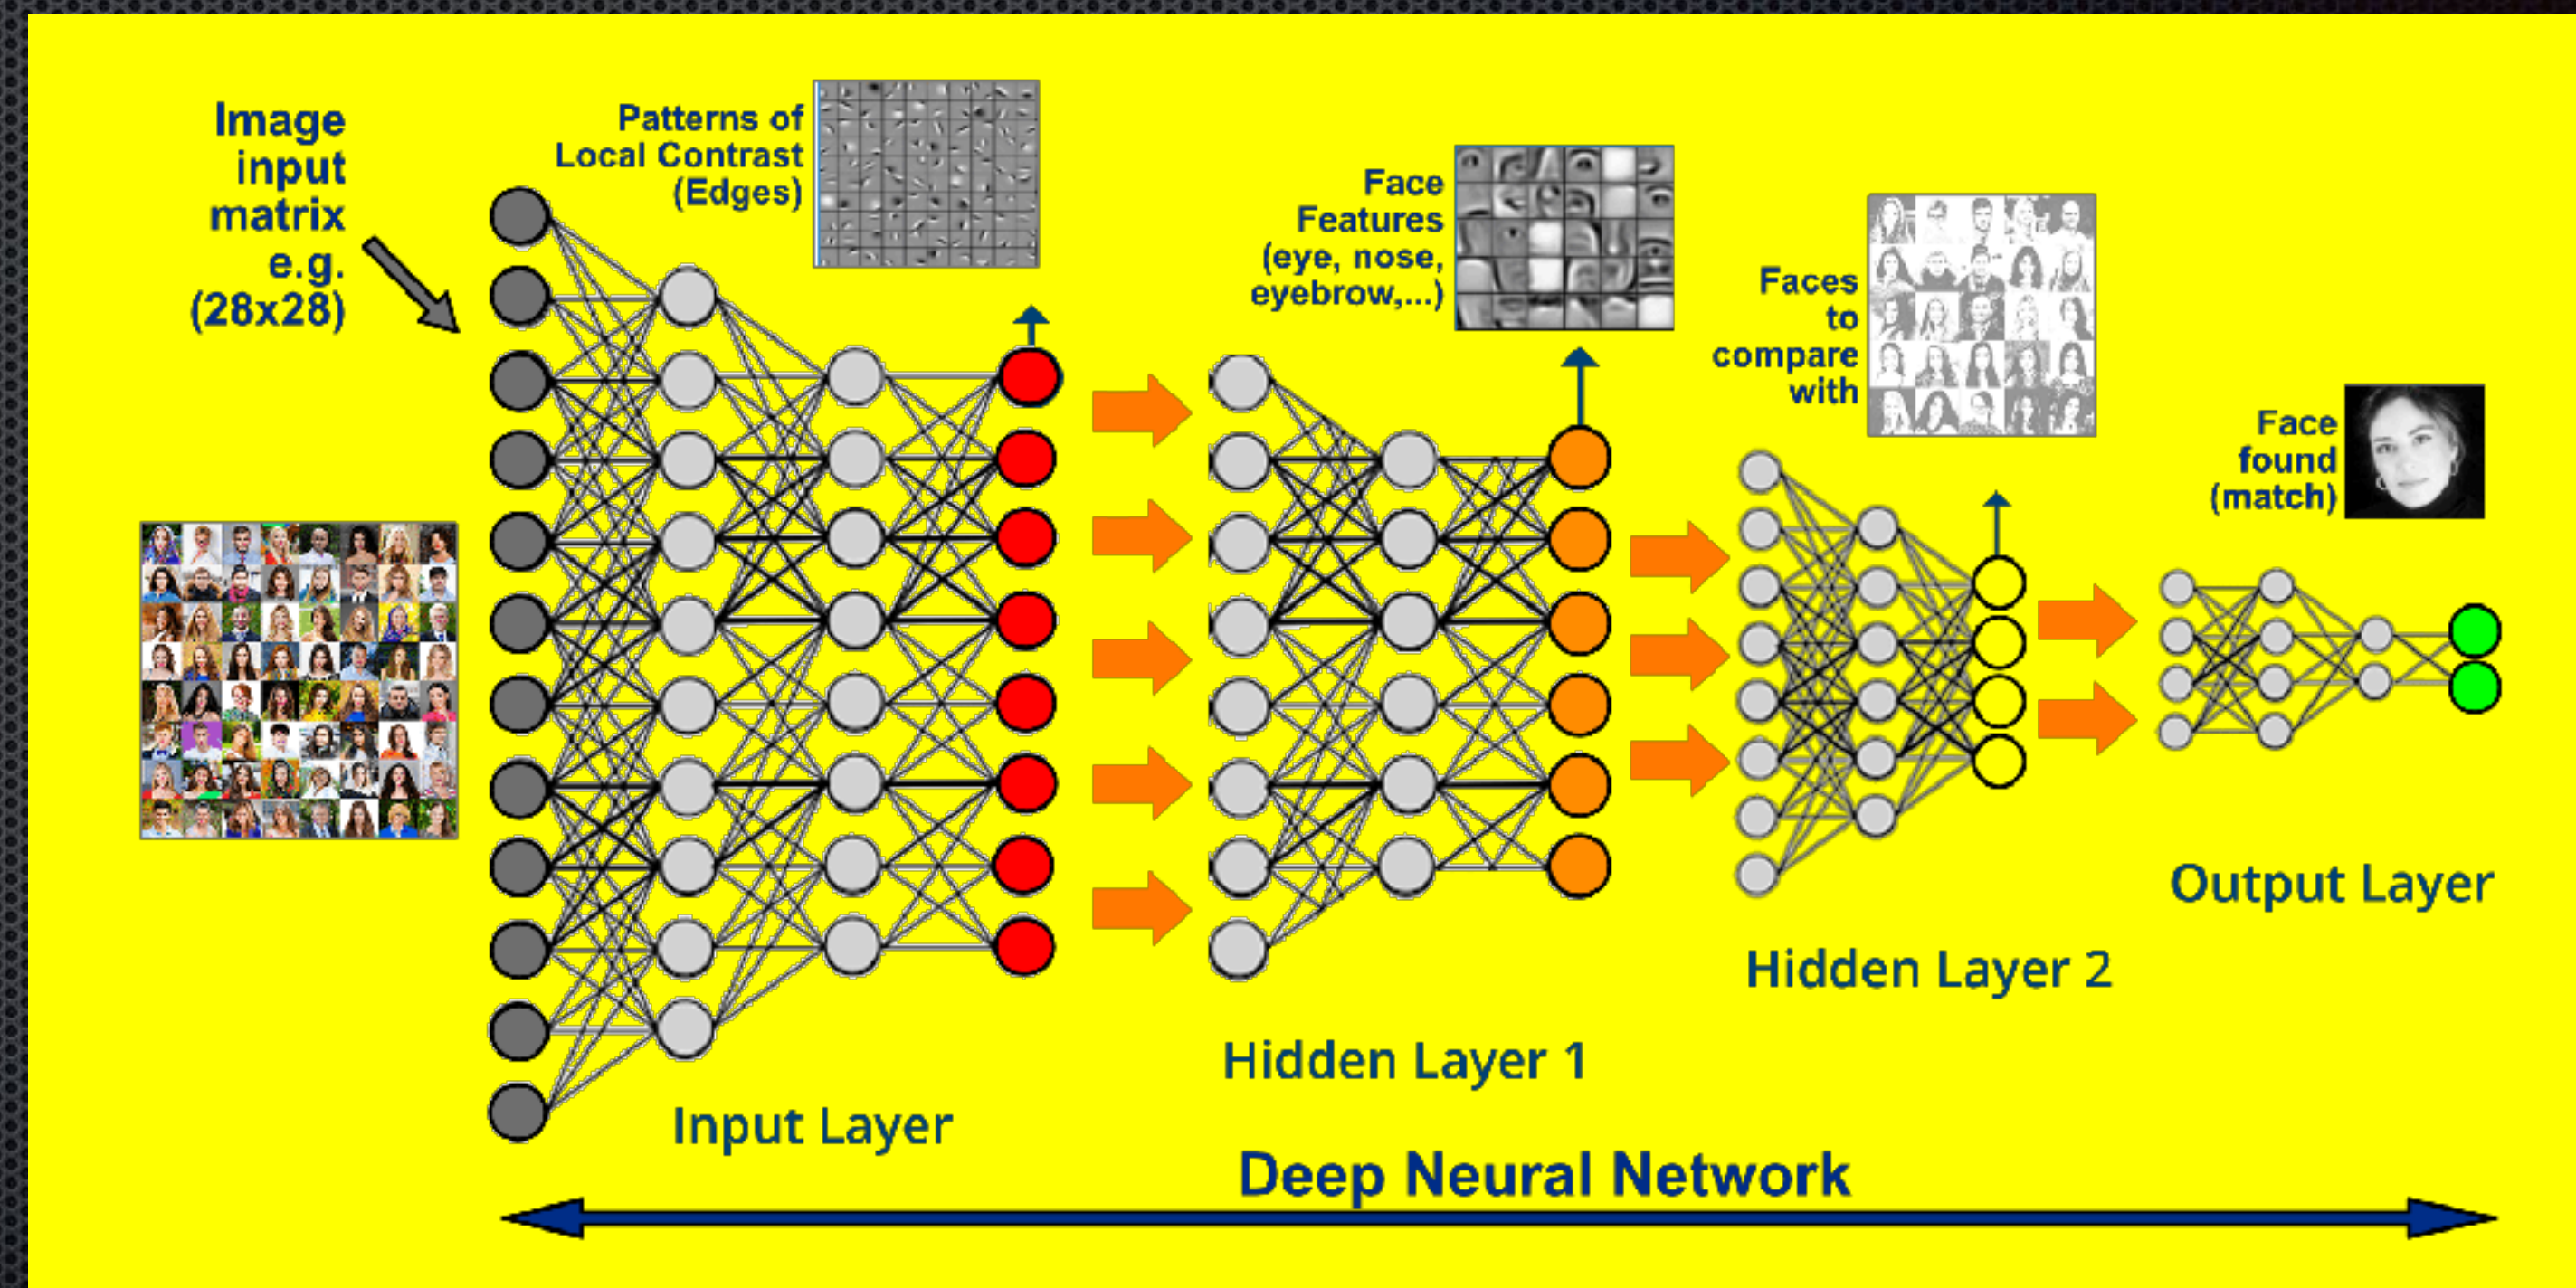 Image
input
matrix
e.g.
(28x28)
Patterns of
Local Contrast
(Edges)
Face
Features
(eye, nose,
eyebrow,...)
Faces
to
compare
with
Face
found
(match)
Input Layer
Hidden Layer 1
Hidden Layer 2
Output Layer
Deep Neural Network